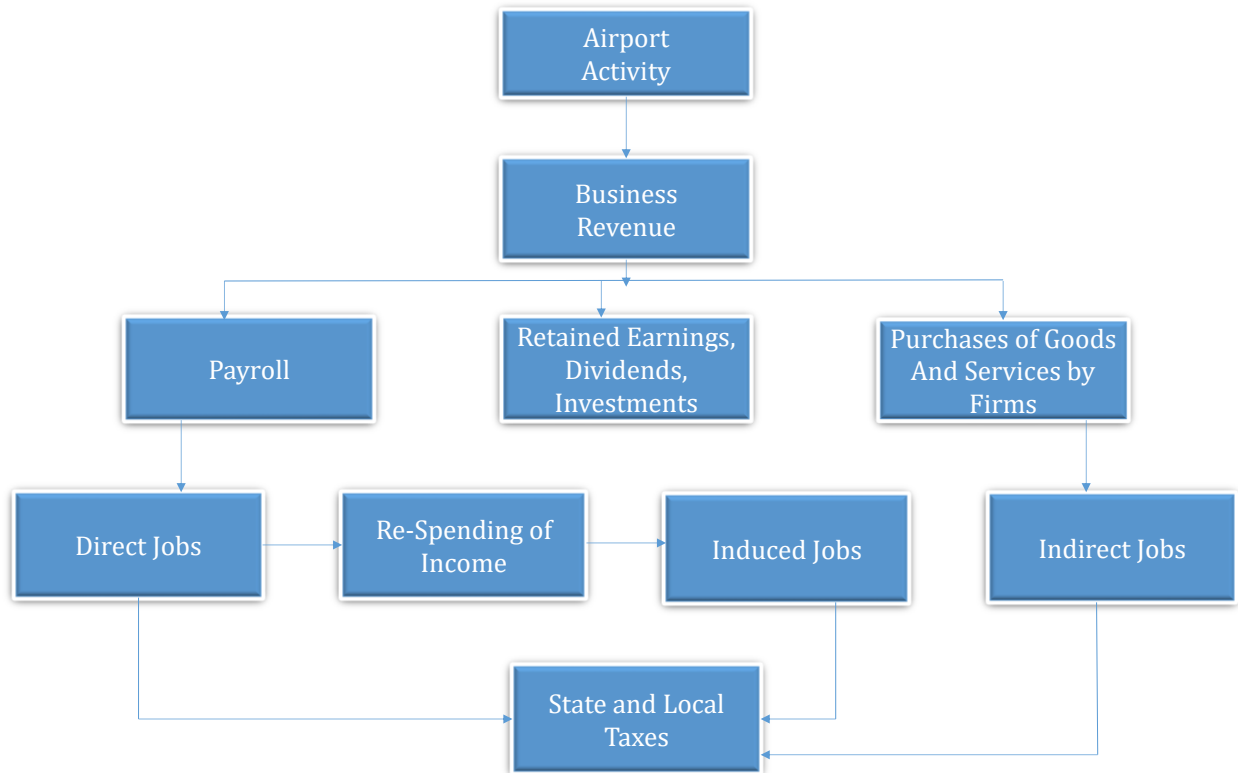 Airport
Activity
Business
Revenue
Payroll
Retained Earnings,
Dividends,
Investments
Purchases of Goods
And Services by
Firms
Direct Jobs
Re-Spending of
Income
Induced Jobs
Indirect Jobs
State and Local
Taxes